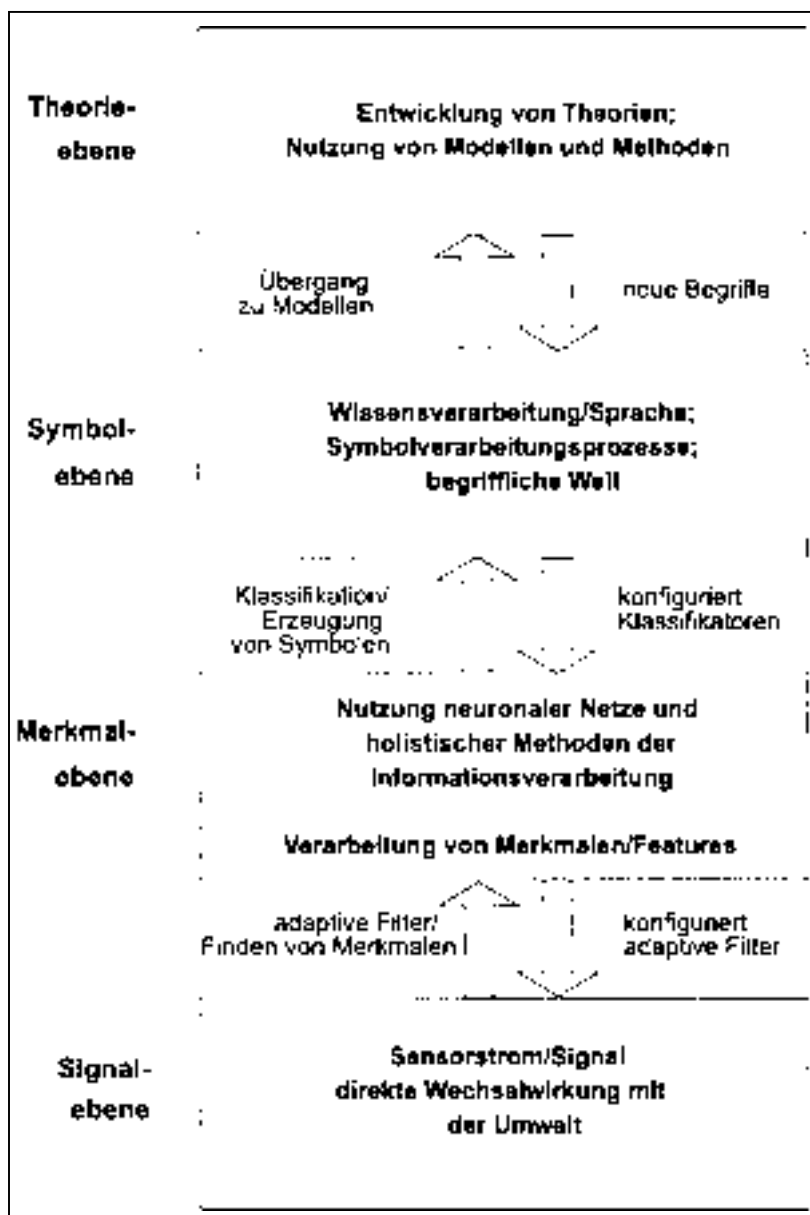 Theorie-
ebene
Entwicklung von Theorien;
Nutzung von Modellen und Methoden
Übergang
zu Modellen
neue Begriffe
Symbol-
ebene
Wissensverarbeitung/Sprache;
Symbolverarbeitungsprozesse;
begriffliche Welt
Klassifikation/
Erzeugung
von Symbolen
konfiguriert
Klassifikatoren
Merkmal-
ebene
Nutzung neuronaler Netze und
holistischer Methoden der
Informationsverarbeitung
Verarbeitung von Merkmalen/Features
adaptive Filter/
Finden von Merkmalen
konfiguriert
adaptive Filter
Signal-
ebene
Sensorstrom/Signal
direkte Wechselwirkung mit
der Umwelt